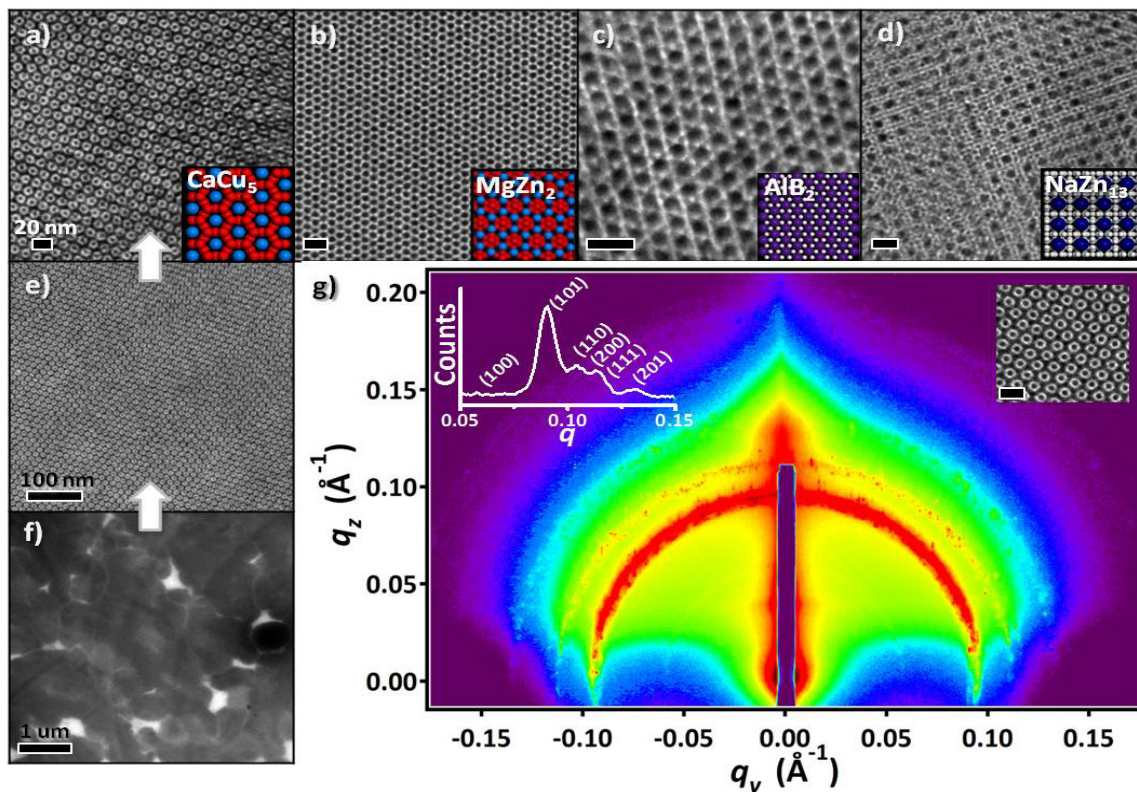 a)
CaCu5
20 nm
b)
MgZn2
c)
AlB2
d)
NaZn13
e)
100 nm
f)
1 um
g)
0.20
0.15
0.10
0.05
0.00
qz (Å-1)
Counts
(100)
(101)
(110)
(200)
(111)
(201)
0.05 0.10 0.15
q
-0.15 -0.10 -0.05 0.00 0.05 0.10 0.15
qy (Å-1)